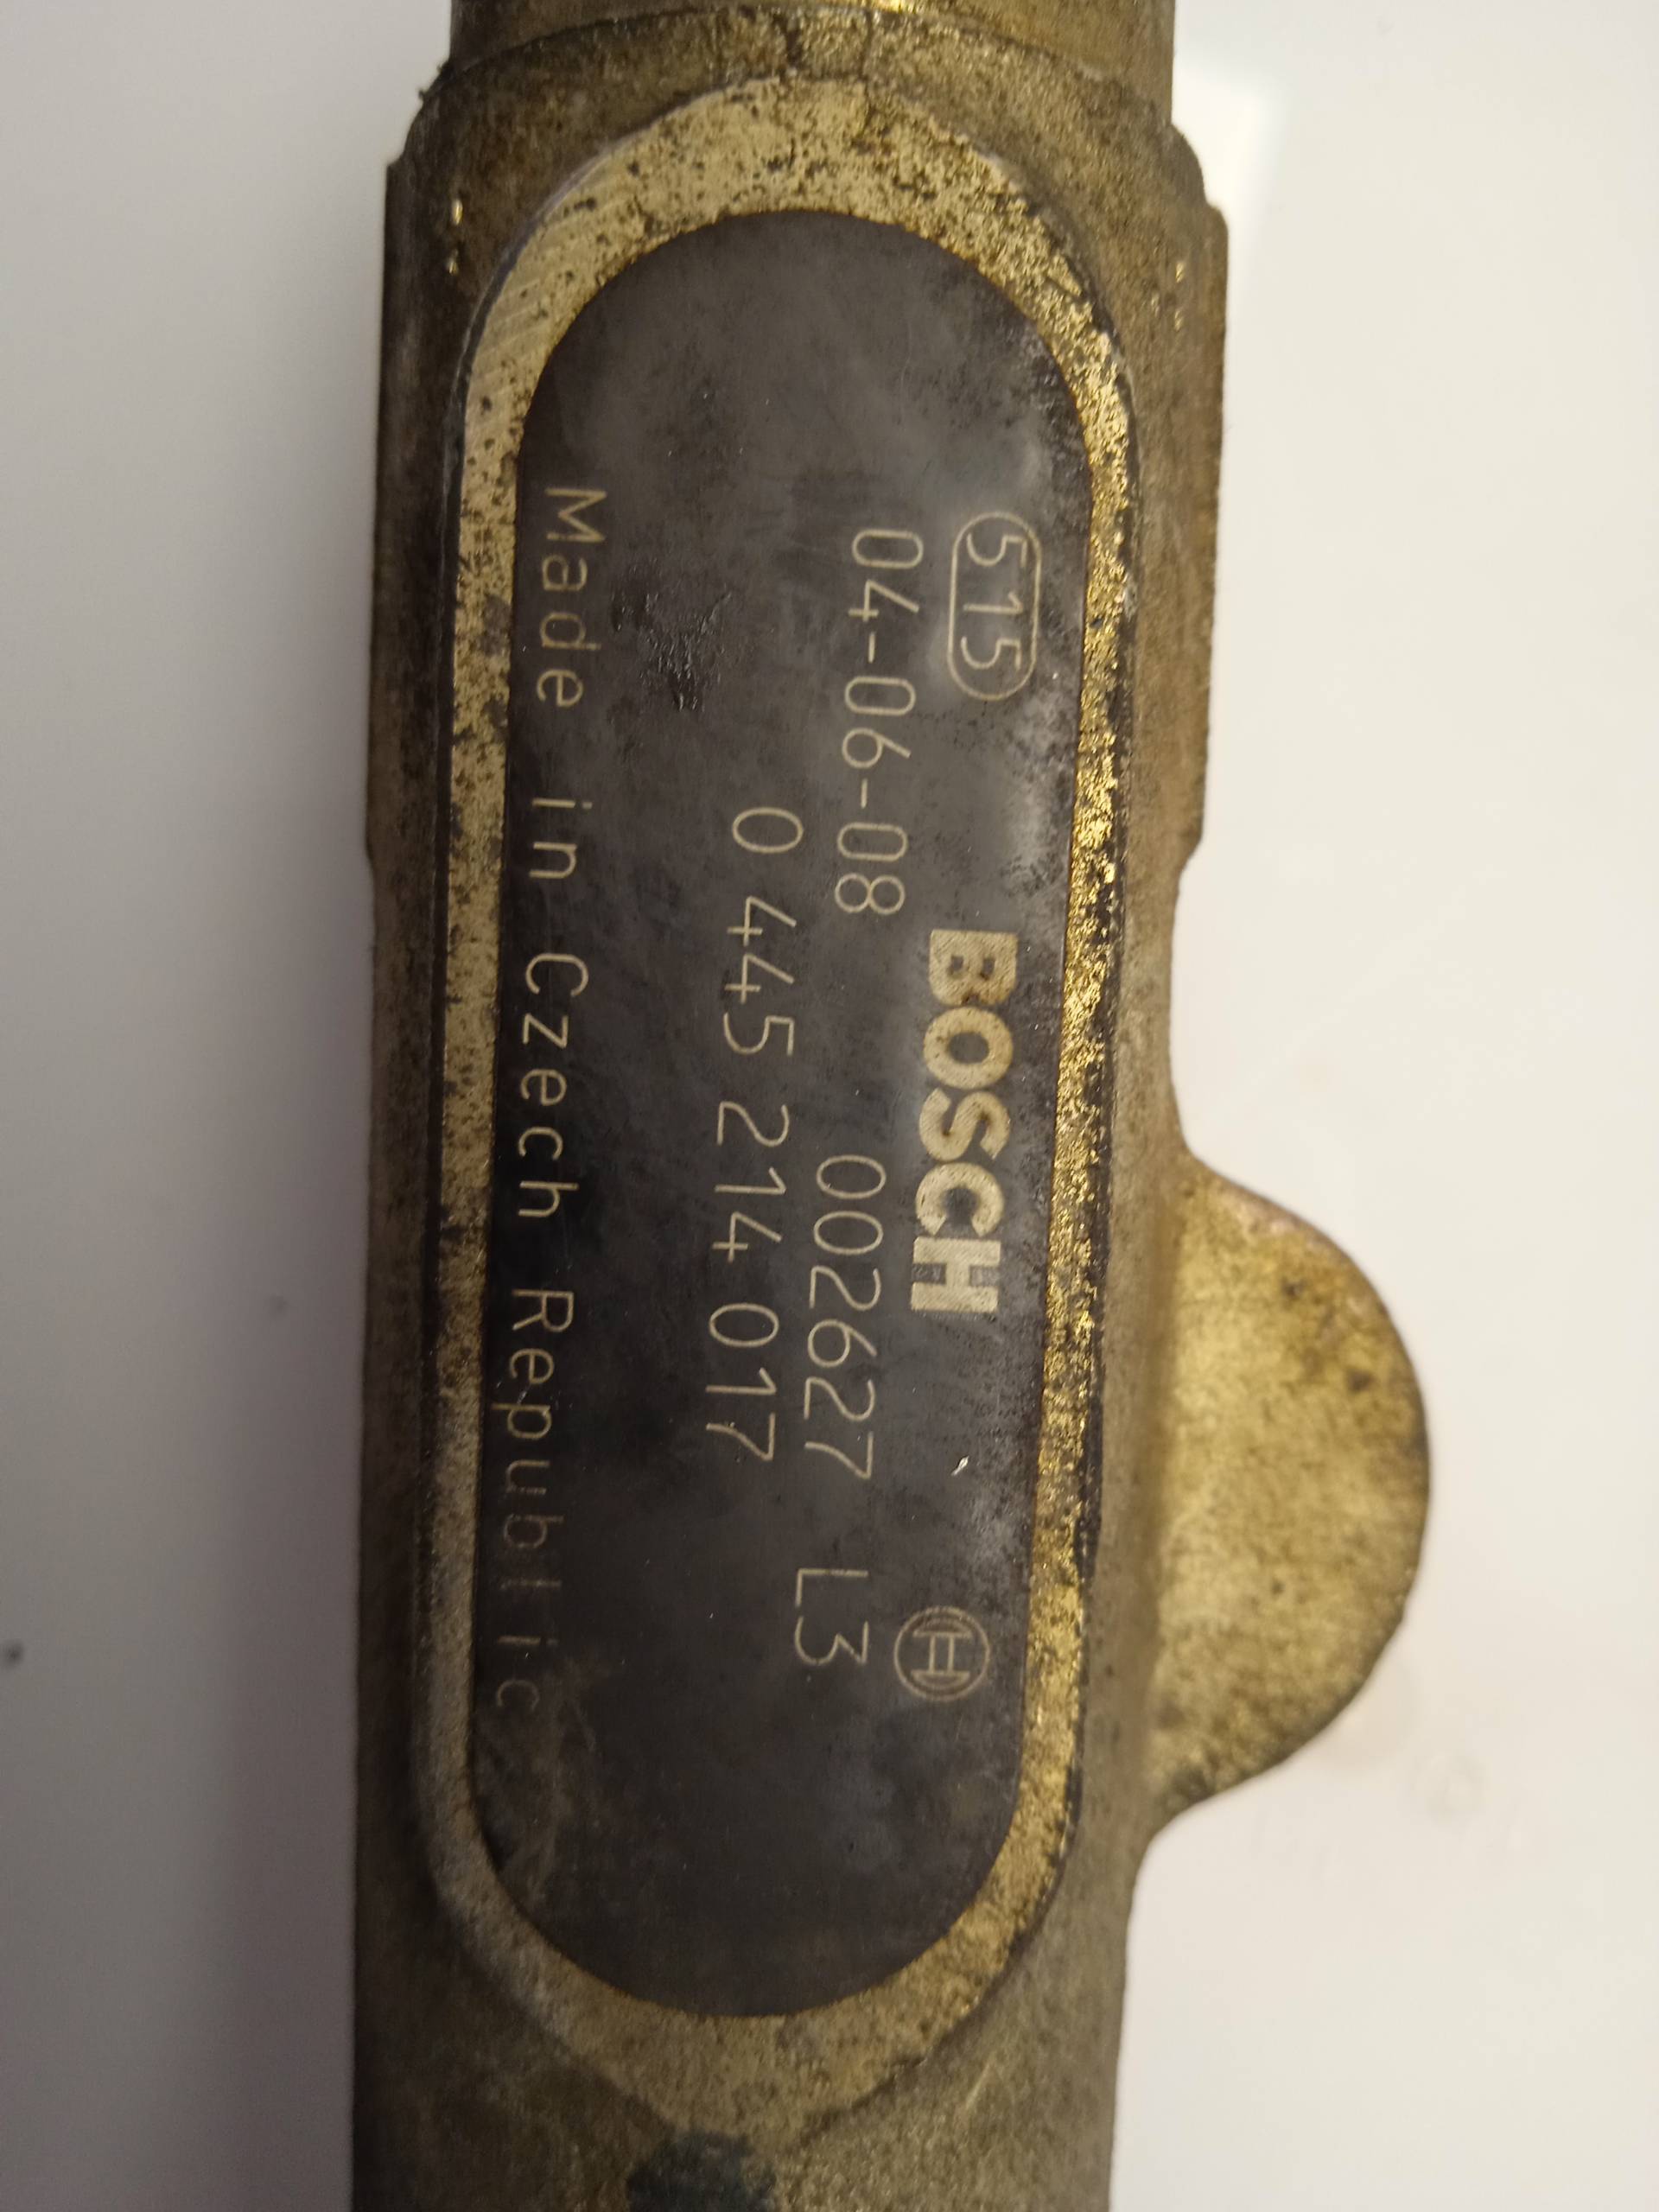 515 BOSCH Ⓗ
04-06-08 002627 L3
0 445 214 017
Made in Czech Republic